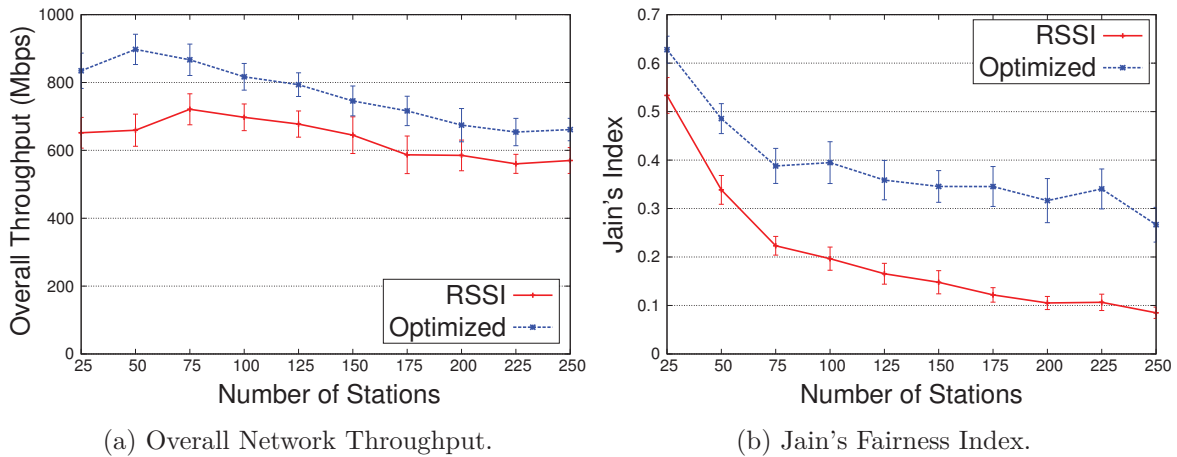 1000
800
600
400
200
0
Overall Throughput (Mbps)
RSSI
Optimized
25 50 75 100 125 150 175 200 225 250
Number of Stations
(a) Overall Network Throughput.
0.7
0.6
0.5
0.4
0.3
0.2
0.1
0
Jain's Index
RSSI
Optimized
25 50 75 100 125 150 175 200 225 250
Number of Stations
(b) Jain's Fairness Index.